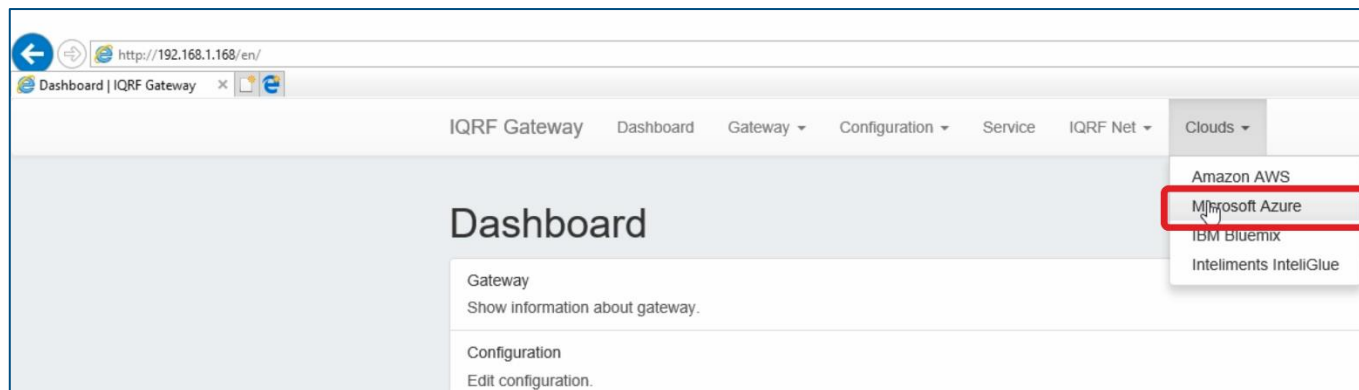 http://192.168.1.168/en/
Dashboard | IQRF Gateway
IQRF Gateway Dashboard Gateway Configuration Service IQRF Net Clouds
Amazon AWS
Microsoft Azure
IBM Bluemix
Inteliments InteliGlue
Dashboard
Gateway
Show information about gateway.
Configuration
Edit configuration.